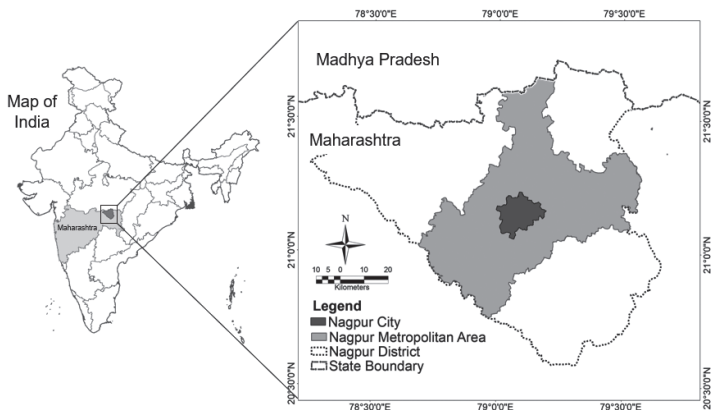 Map of
India
Maharashtra
78°30'0"E
79°0'0"E
79°30'0"E
Madhya Pradesh
Maharashtra
21°30'0"N
21°0'0"N
20°30'0"N
21°30'0"N
21°0'0"N
20°30'0"N
N
10 5 0 10 20
Kilometers
Legend
Nagpur City
Nagpur Metropolitan Area
Nagpur District
State Boundary
78°30'0"E
79°0'0"E
79°30'0"E